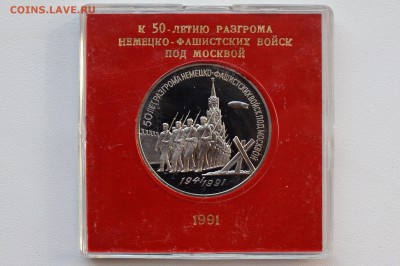 COINS.LAVE.RU
К 50-ЛЕТИЮ РАЗГРОМА
НЕМЕЦКО-ФАШИСТСКИХ ВОЙСК
ПОД МОСКВОЙ
50 ЛЕТ РАЗГРОМА НЕМЕЦКО-ФАШИСТСКИХ ВОЙСК ПОД МОСКВОЙ
1941 1991
1991